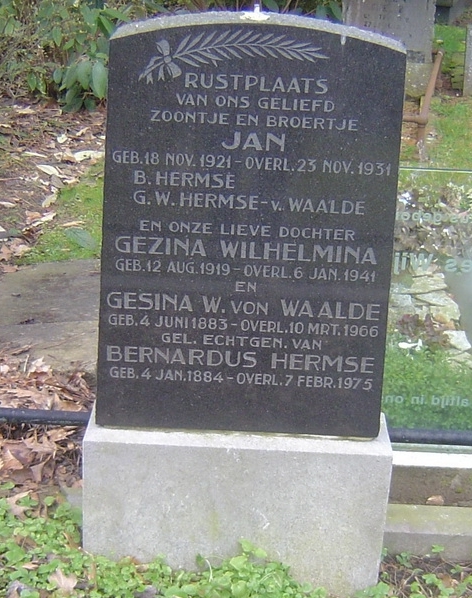 RUSTPLAATS
VAN ONS GELIEFD
ZOONTJE EN BROERTJE
JAN
GEB. 18 NOV. 1921 - OVERL. 23 NOV. 1931
B. HERMSE
G. W. HERMSE - v. WAALDE
EN ONZE LIEVE DOCHTER
GEZINA WILHELMINA
GEB. 12 AUG. 1919 - OVERL. 6 JAN. 1941
EN
GESINA W. VON WAALDE
GEB. 4 JUNI 1883 - OVERL. 10 MRT. 1966
GEL. ECHTGEN. VAN
BERNARDUS HERMSE
GEB. 4 JAN. 1884 - OVERL. 7 FEBR. 1975